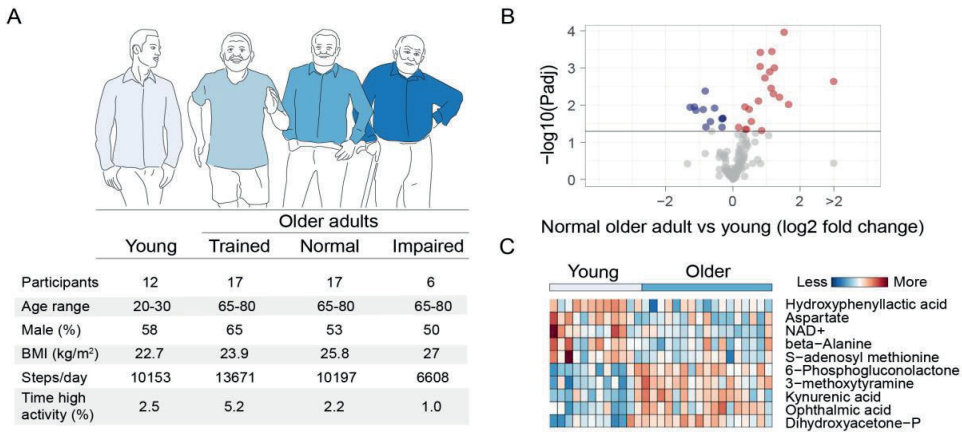 A
Older adults
Young Trained Normal Impaired
Participants 12 17 17 6
Age range 20-30 65-80 65-80 65-80
Male (%) 58 65 53 50
BMI (kg/m²) 22.7 23.9 25.8 27
Steps/day 10153 13671 10197 6608
Time high activity (%) 2.5 5.2 2.2 1.0
B
−log10(Padj)
4
3
2
1
0
−2 0 >2
Normal older adult vs young (log2 fold change)
C
Young Older Less More
Hydroxyphenyllactic acid
Aspartate
NAD+
beta-Alanine
S-adenosyl methionine
6-Phosphogluconolactone
3-methoxytyramine
Kynurenic acid
Ophthalmic acid
Dihydroxyacetone−P